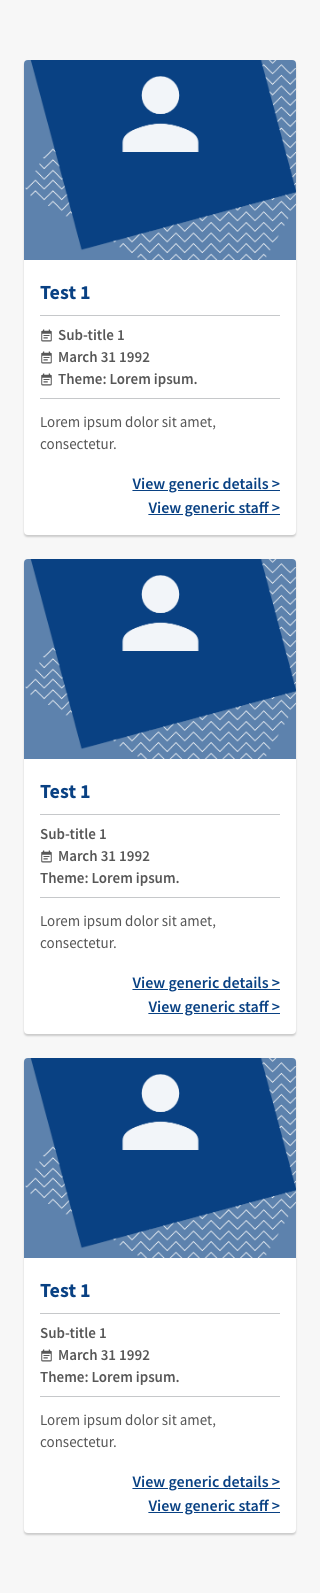 Test 1
Sub-title 1
March 31 1992
Theme: Lorem ipsum.
Lorem ipsum dolor sit amet,
consectetur.
View generic details >
View generic staff >
Test 1
Sub-title 1
March 31 1992
Theme: Lorem ipsum.
Lorem ipsum dolor sit amet,
consectetur.
View generic details >
View generic staff >
Test 1
Sub-title 1
March 31 1992
Theme: Lorem ipsum.
Lorem ipsum dolor sit amet,
consectetur.
View generic details >
View generic staff >